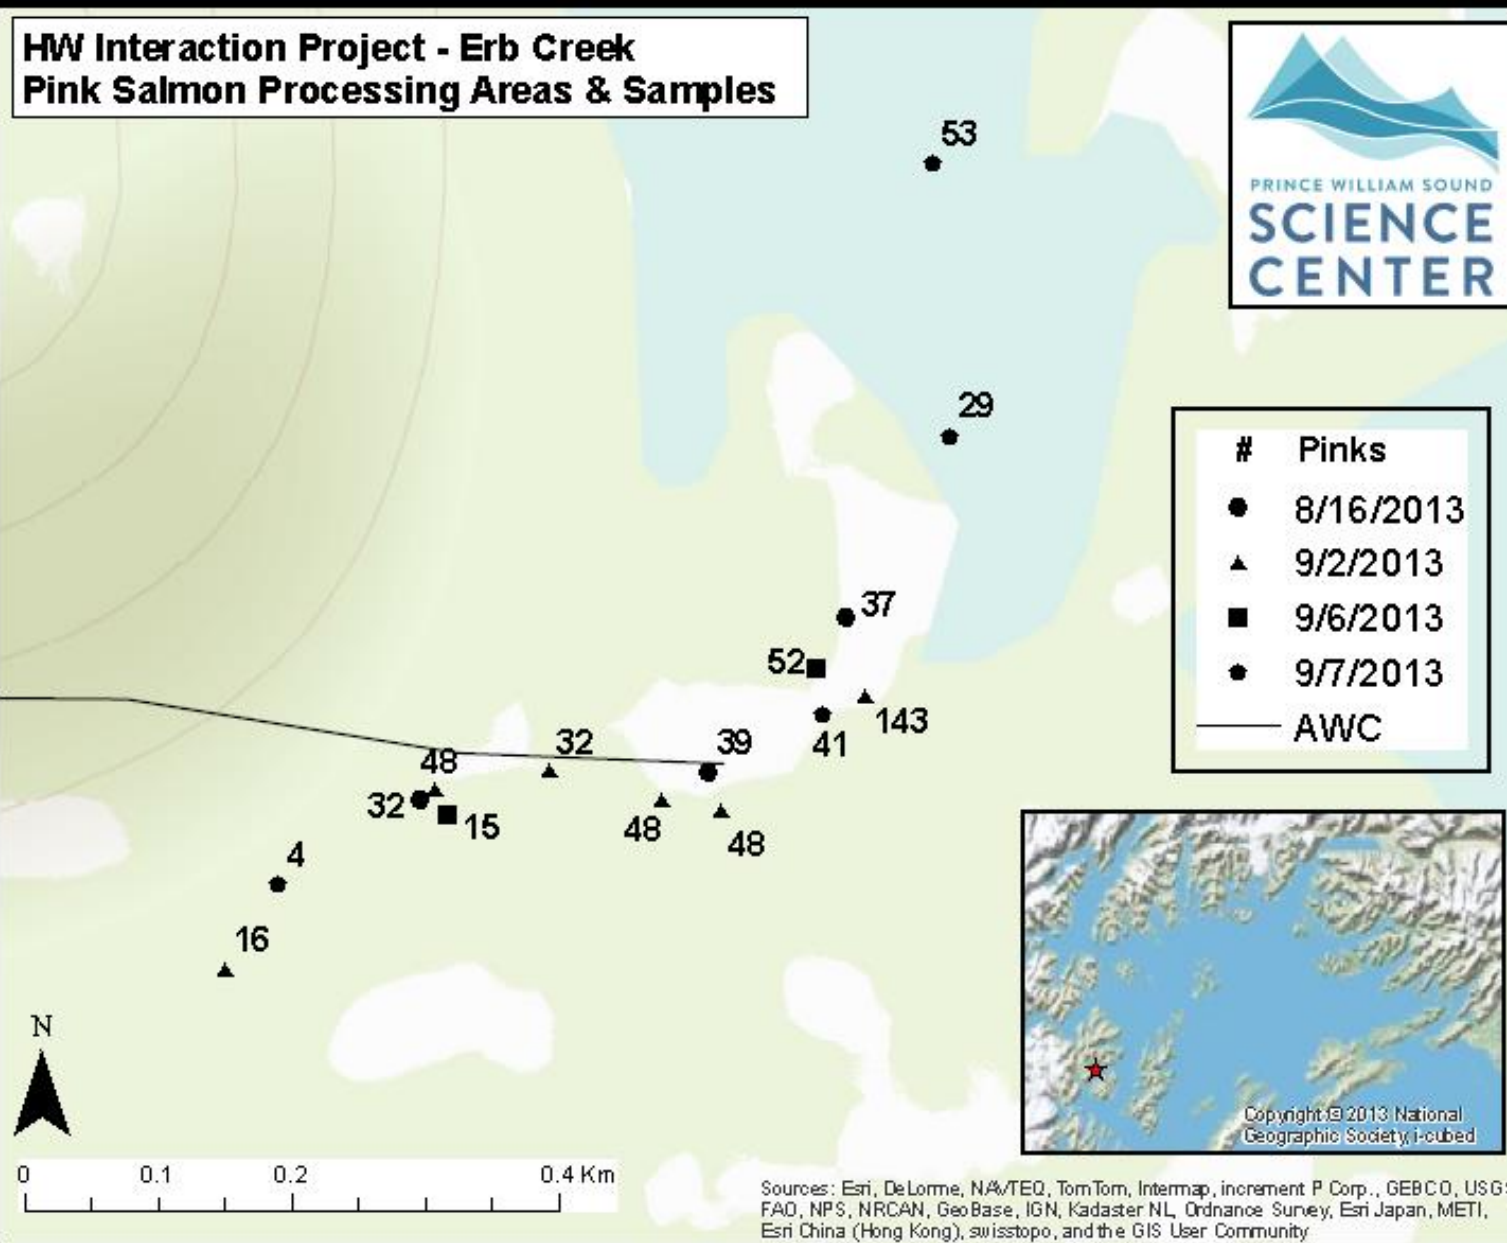 HW Interaction Project - Erb Creek
Pink Salmon Processing Areas & Samples
PRINCE WILLIAM SOUND
SCIENCE
CENTER
53
29
# Pinks
8/16/2013
9/2/2013
9/6/2013
9/7/2013
AWC
37
52
143
41
39
32
48
32
15
48
48
4
16
N
0 0.1 0.2 0.4 Km
Copyright:© 2013 National
Geographic Society, i-cubed
Sources: Esri, DeLorme, NAVTEQ, TomTom, Intermap, increment P Corp., GEBCO, USGS
FAO, NPS, NRCAN, GeoBase, IGN, Kadaster NL, Ordnance Survey, Esri Japan, METI,
Esri China (Hong Kong), swisstopo, and the GIS User Community